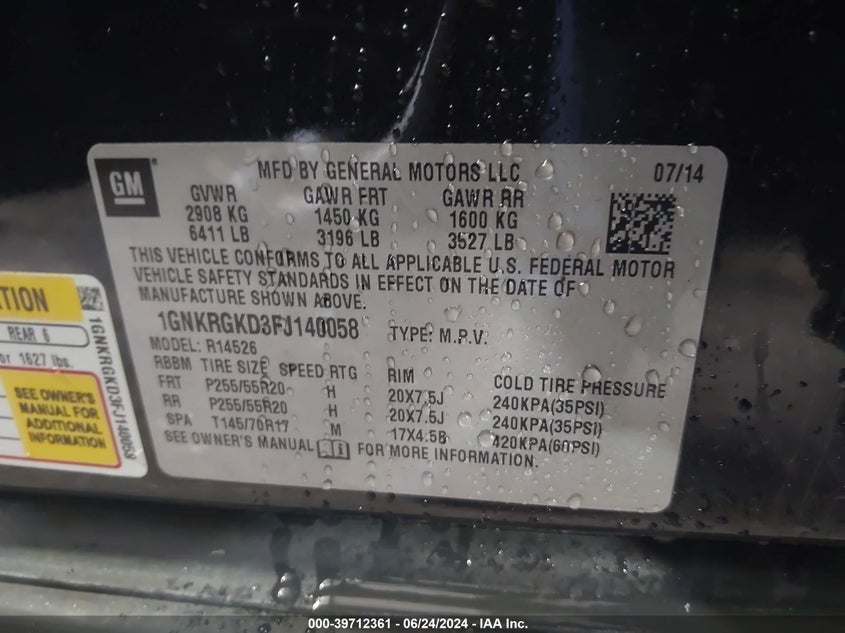 GM
MFD BY GENERAL MOTORS LLC 07/14
GVWR GAWR FRT GAWR RR
2908 KG 1450 KG 1600 KG
6411 LB 3196 LB 3527 LB
THIS VEHICLE CONFORMS TO ALL APPLICABLE U.S. FEDERAL MOTOR
VEHICLE SAFETY STANDARDS IN EFFECT ON THE DATE OF
MANUFACTURE SHOWN ABOVE.
1GNKRGKD3FJ140058 TYPE: M.P.V.
MODEL: R14526
RBBM TIRE SIZE SPEED RTG RIM COLD TIRE PRESSURE
FRT P255/55R20 H 20X7.5J 240KPA(35PSI)
RR P255/55R20 H 20X7.5J 240KPA(35PSI)
SPA T145/70R17 M 17X4.5B 420KPA(60PSI)
SEE OWNER'S MANUAL FOR MORE INFORMATION.
REAR 6
or 1627 lbs.
SEE OWNER'S
MANUAL FOR
ADDITIONAL
INFORMATION
000-39712361 - 06/24/2024 - IAA Inc.